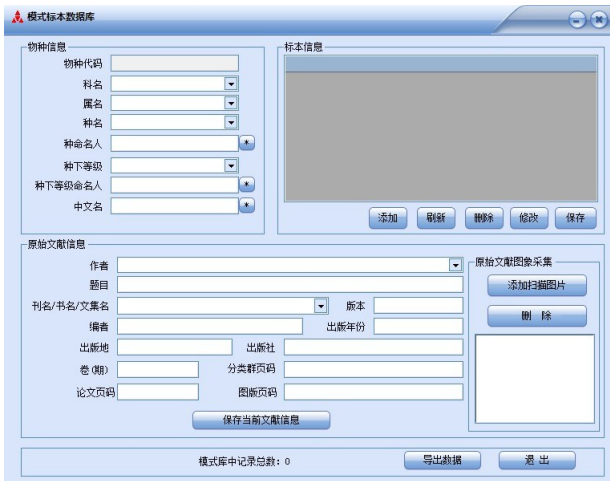 模式标本数据库
物种信息
物种代码
科名
属名
种名
种命名人 *
种下等级
种下等级命名人 *
中文名 *
标本信息
添加 刷新 删除 修改 保存
原始文献信息
作者
题目
刊名/书名/文集名 版本
编者 出版年份
出版地 出版社
卷(期) 分类群页码
论文页码 图版页码
保存当前文献信息
原始文献图象采集
添加扫描图片
删 除
模式库中记录总数: 0 导出数据 退 出